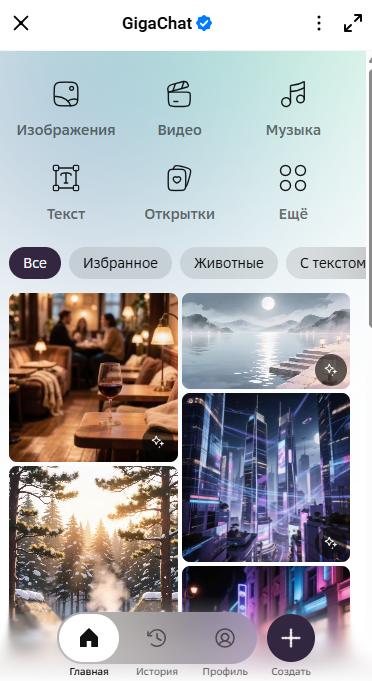 GigaChat
Изображения
Видео
Музыка
Текст
Открытки
Ещё
Все
Избранное
Животные
С текстом
Главная
История
Профиль
Создать